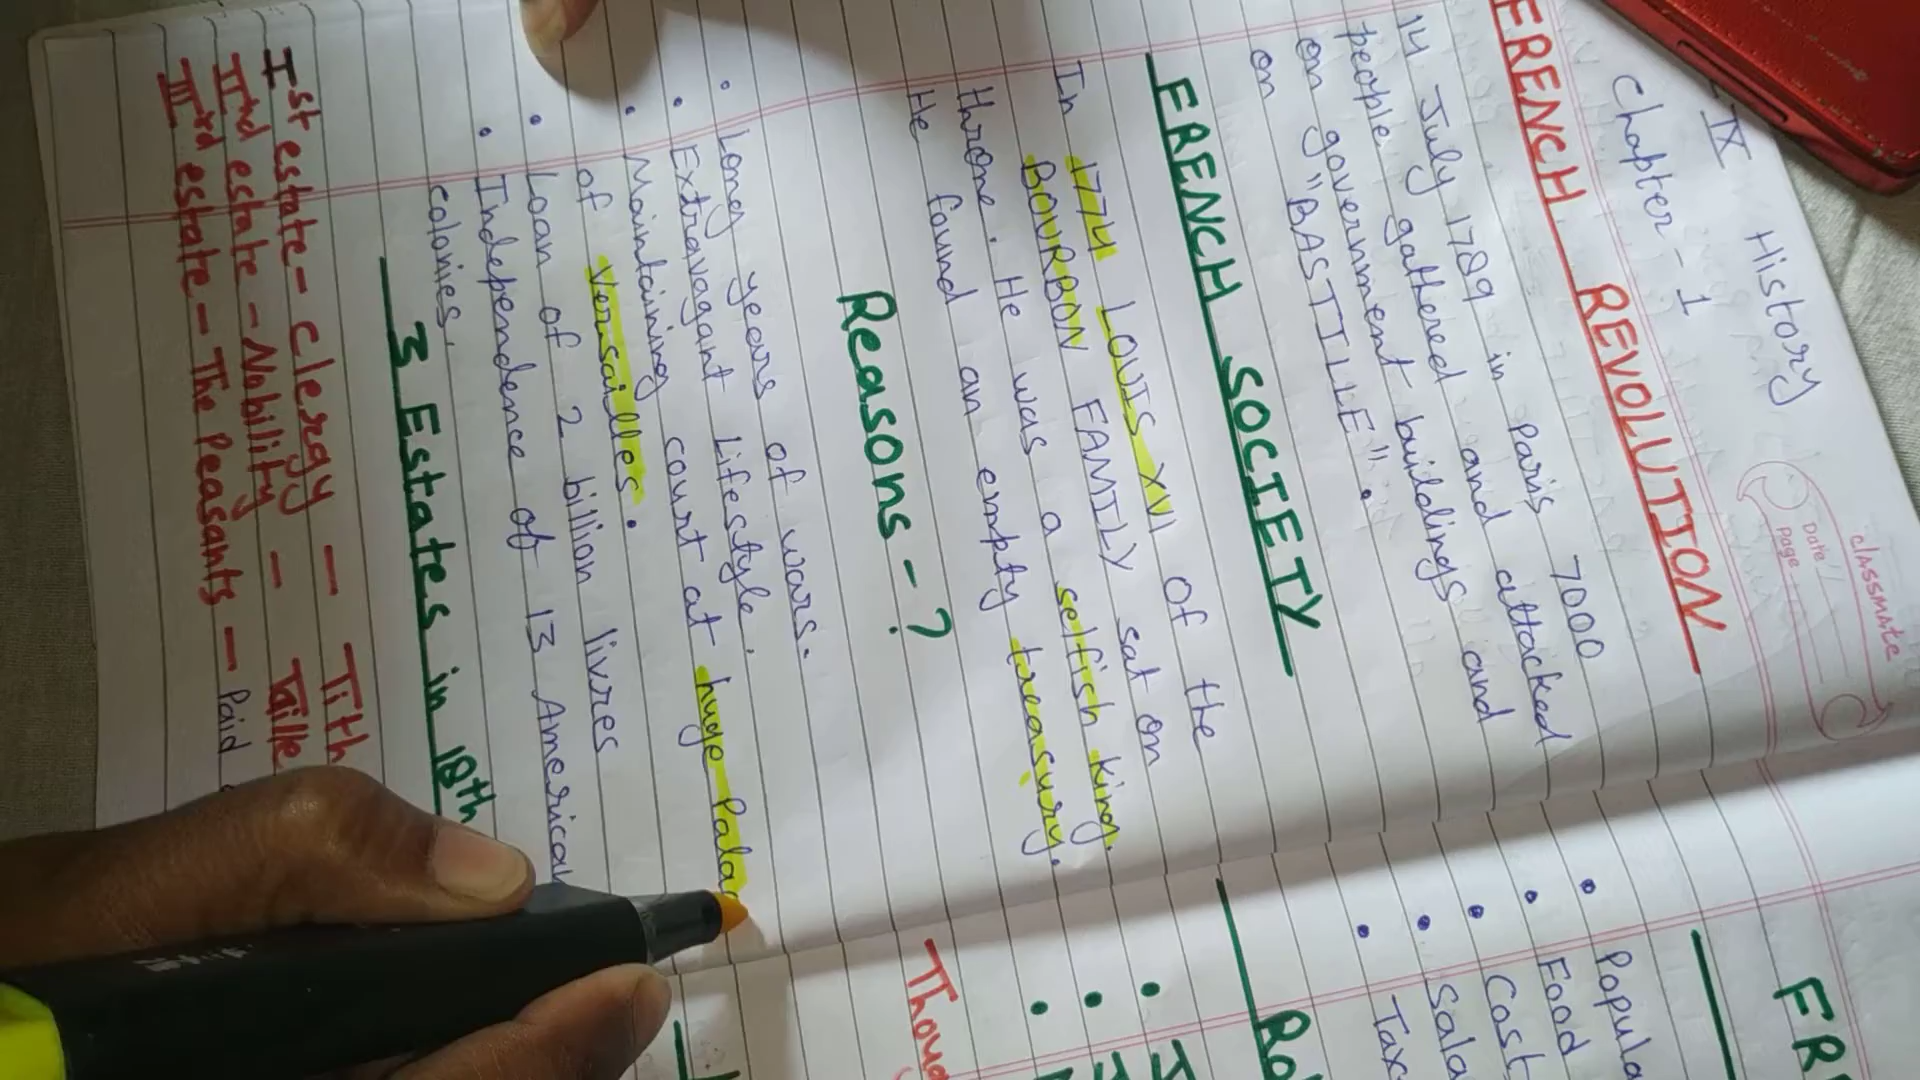 IX History
classmate
Date
Page
Chapter - 1
FRENCH REVOLUTION
14 July 1789 in paris 7000
people gathered and attacked
on government buildings and
on "BASTILLE".
FRENCH SOCIETY
In 1774 LOUIS XVI of the
BOURBON FAMILY sat on
throne. He was a selfish king.
He found an empty treasury.
Reasons - ?
• Long years of wars.
• Extravagant Lifestyle.
• Maintaining court at huge Pala
of versailles.
• Loan of 2 billion livres
• Independence of 13 American
colonies.
3 Estates in 18th
Ist estate - clergy - Tith
IInd estate - Nobility - Taille
IIIrd estate - The Peasants - Paid
FR
• Popula
• Food
• Cost
• Sala
• Tax
Thoug